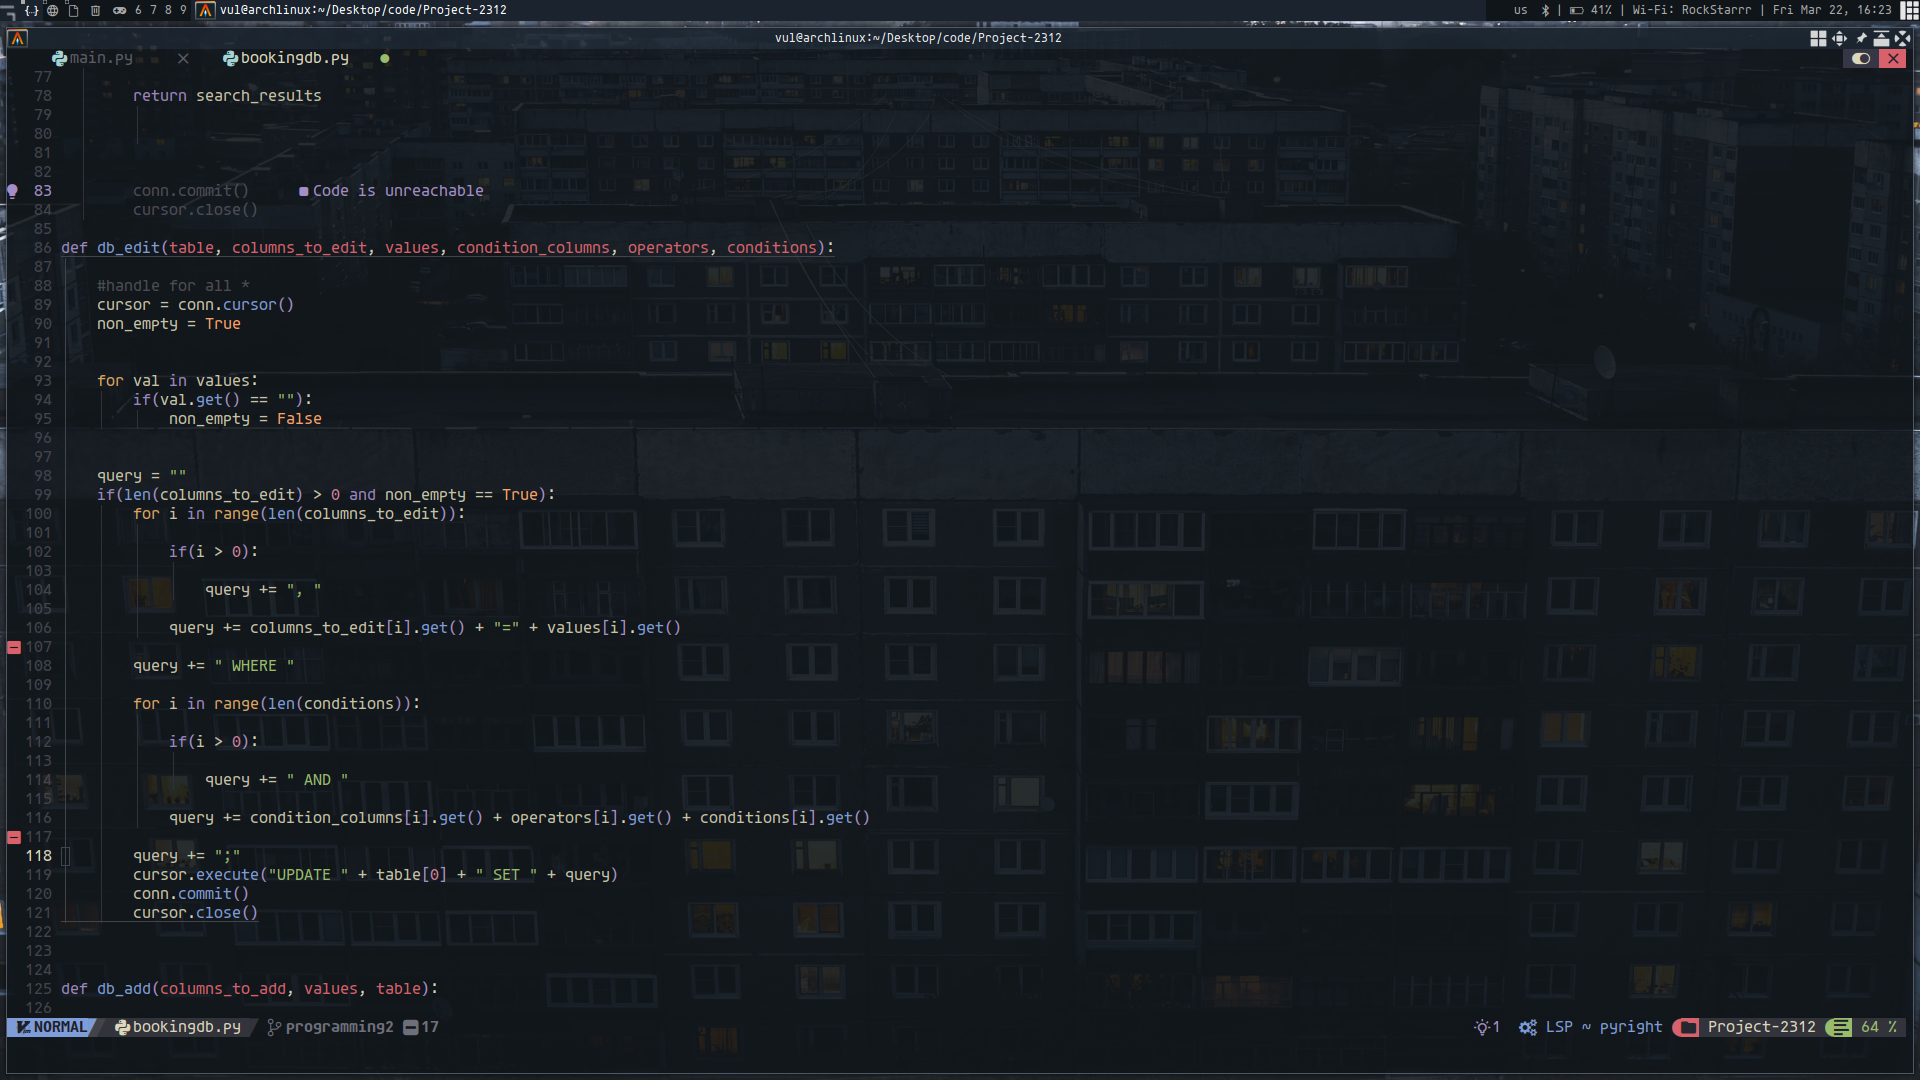 {.} 6 7 8 9 vul@archlinux:~/Desktop/code/Project-2312 us | 41% | Wi-Fi: RockStarrr | Fri Mar 22, 16:23
vul@archlinux:~/Desktop/code/Project-2312
main.py bookingdb.py
77
78 return search_results
79
80
81
82
83 conn.commit() Code is unreachable
84 cursor.close()
85
86 def db_edit(table, columns_to_edit, values, condition_columns, operators, conditions):
87
88 #handle for all *
89 cursor = conn.cursor()
90 non_empty = True
91
92
93 for val in values:
94 if(val.get() == ""):
95 non_empty = False
96
97
98 query = ""
99 if(len(columns_to_edit) > 0 and non_empty == True):
100 for i in range(len(columns_to_edit)):
101
102 if(i > 0):
103
104 query += ", "
105
106 query += columns_to_edit[i].get() + "=" + values[i].get()
107
108 query += " WHERE "
109
110 for i in range(len(conditions)):
111
112 if(i > 0):
113
114 query += " AND "
115
116 query += condition_columns[i].get() + operators[i].get() + conditions[i].get()
117
118 query += ";"
119 cursor.execute("UPDATE " + table[0] + " SET " + query)
120 conn.commit()
121 cursor.close()
122
123
124
125 def db_add(columns_to_add, values, table):
126
NORMAL bookingdb.py programming2 17 1 LSP ~ pyright Project-2312 64 %